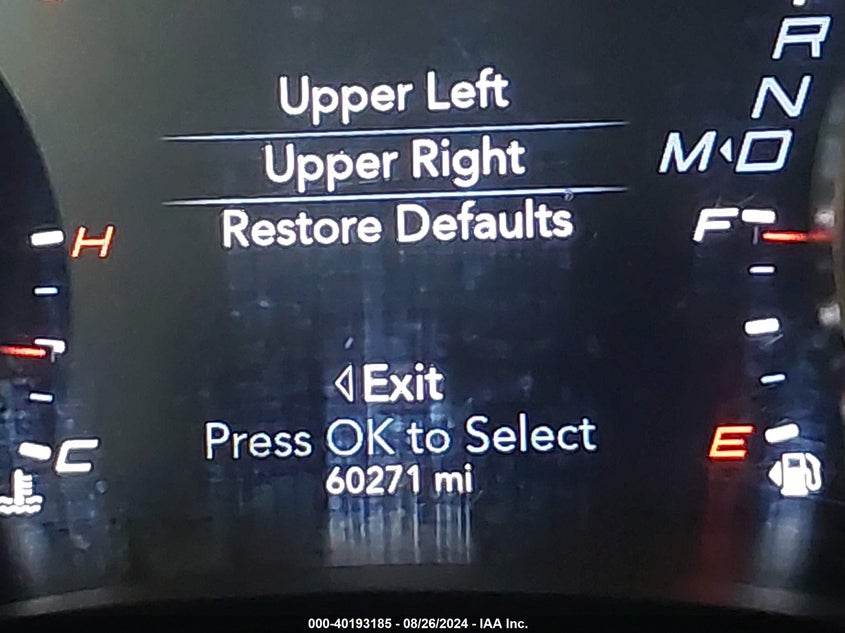 R
Upper Left
N
Upper Right
M D
Restore Defaults
F
H
Exit
Press OK to Select
E
C
60271 mi
000-40193185 - 08/26/2024 - IAA Inc.